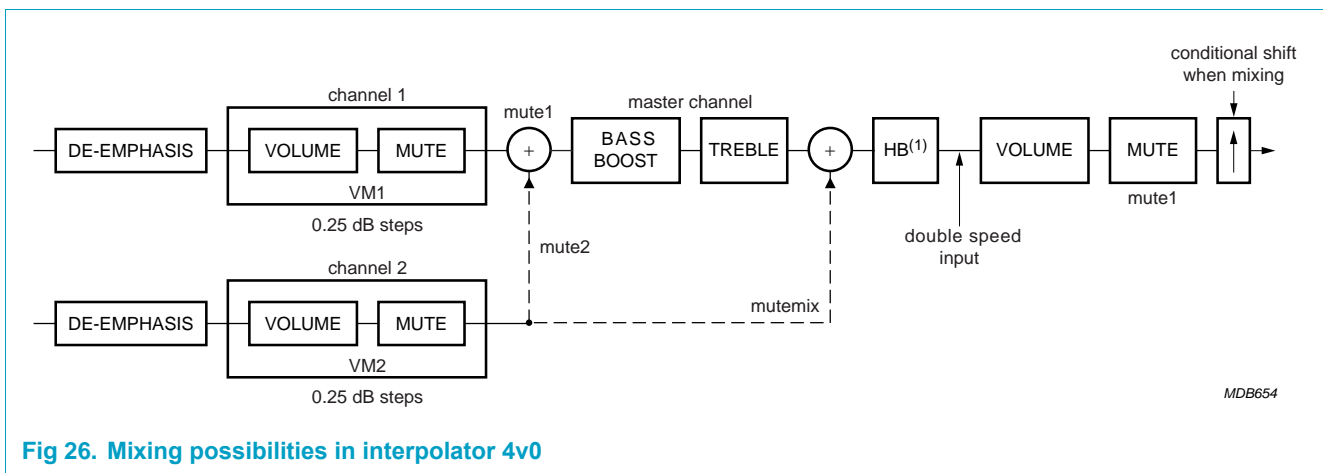 conditional shift
when mixing
channel 1
mute1
master channel
DE-EMPHASIS
VOLUME
MUTE
+
BASS
BOOST
TREBLE
+
HB(1)
VOLUME
MUTE
VM1
mute1
0.25 dB steps
double speed
input
mute2
channel 2
mutemix
DE-EMPHASIS
VOLUME
MUTE
VM2
0.25 dB steps
MDB654
Fig 26. Mixing possibilities in interpolator 4v0